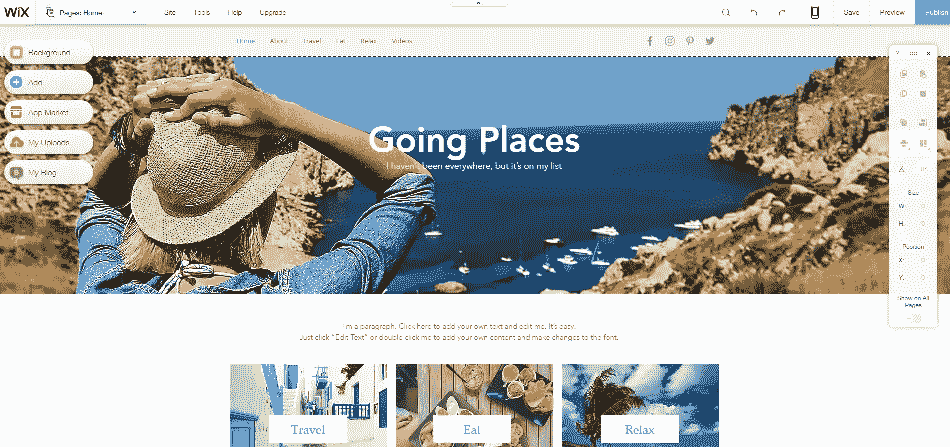 WiX Pages: Home Site Tools Help Upgrade Save Preview Publish
Home About Travel Eat Relax Videos
Background
Add
App Market
My Uploads
My Blog
Going Places
I haven't been everywhere, but it's on my list
? ×
Size
W:
H:
Position
X:
Y:
Show on All
Pages
I'm a paragraph. Click here to add your own text and edit me. It's easy.
Just click "Edit Text" or double click me to add your own content and make changes to the font.
Travel Eat Relax